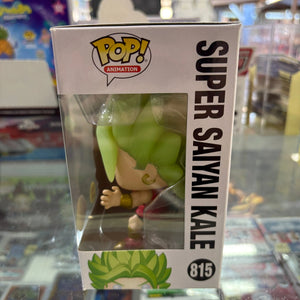 POP!
ANIMATION
SUPER SAIYAN KALE
815